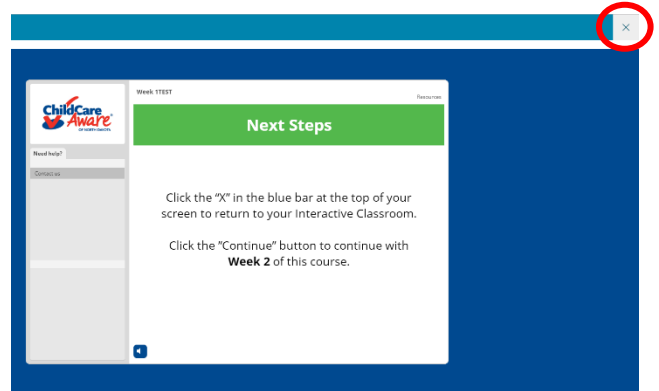 ×
Week 1TEST
Resources
ChildCare
Aware
OF NORTH DAKOTA
Next Steps
Need help?
Contact us
Click the “X” in the blue bar at the top of your
screen to return to your Interactive Classroom.
Click the “Continue” button to continue with
Week 2 of this course.